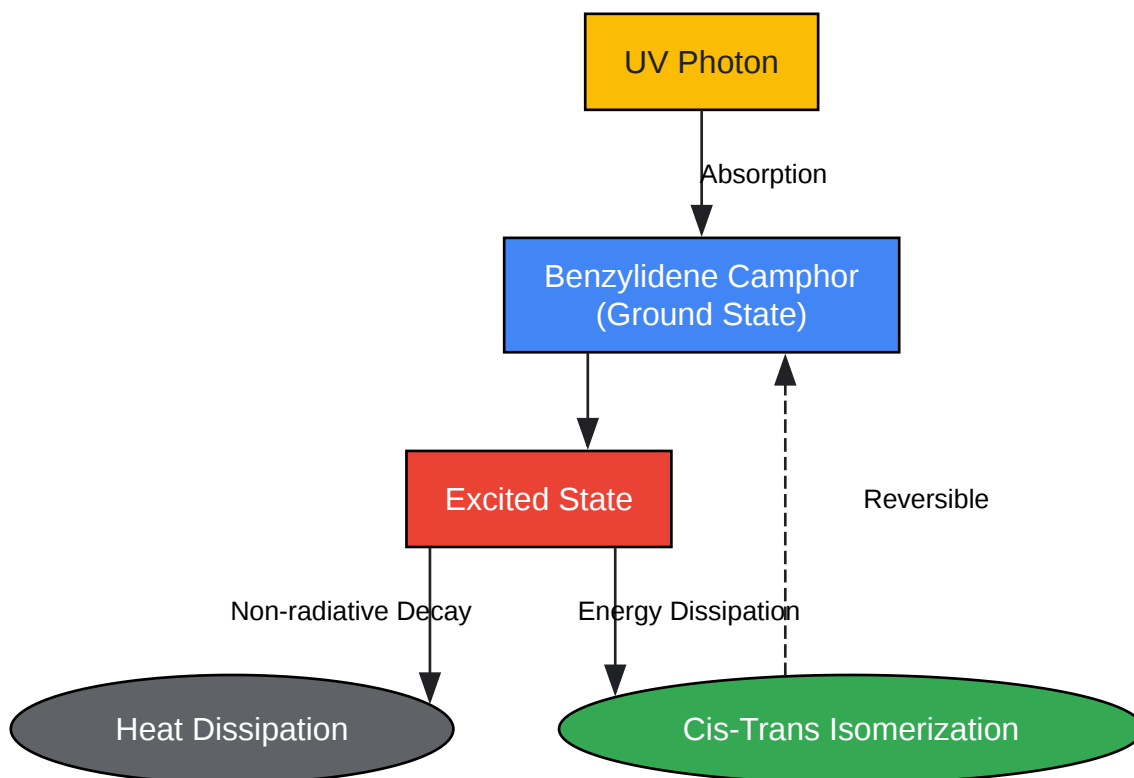 UV Photon
Absorption
Benzylidene Camphor
(Ground State)
Excited State
Reversible
Non-radiative Decay
Energy Dissipation
Heat Dissipation
Cis-Trans Isomerization